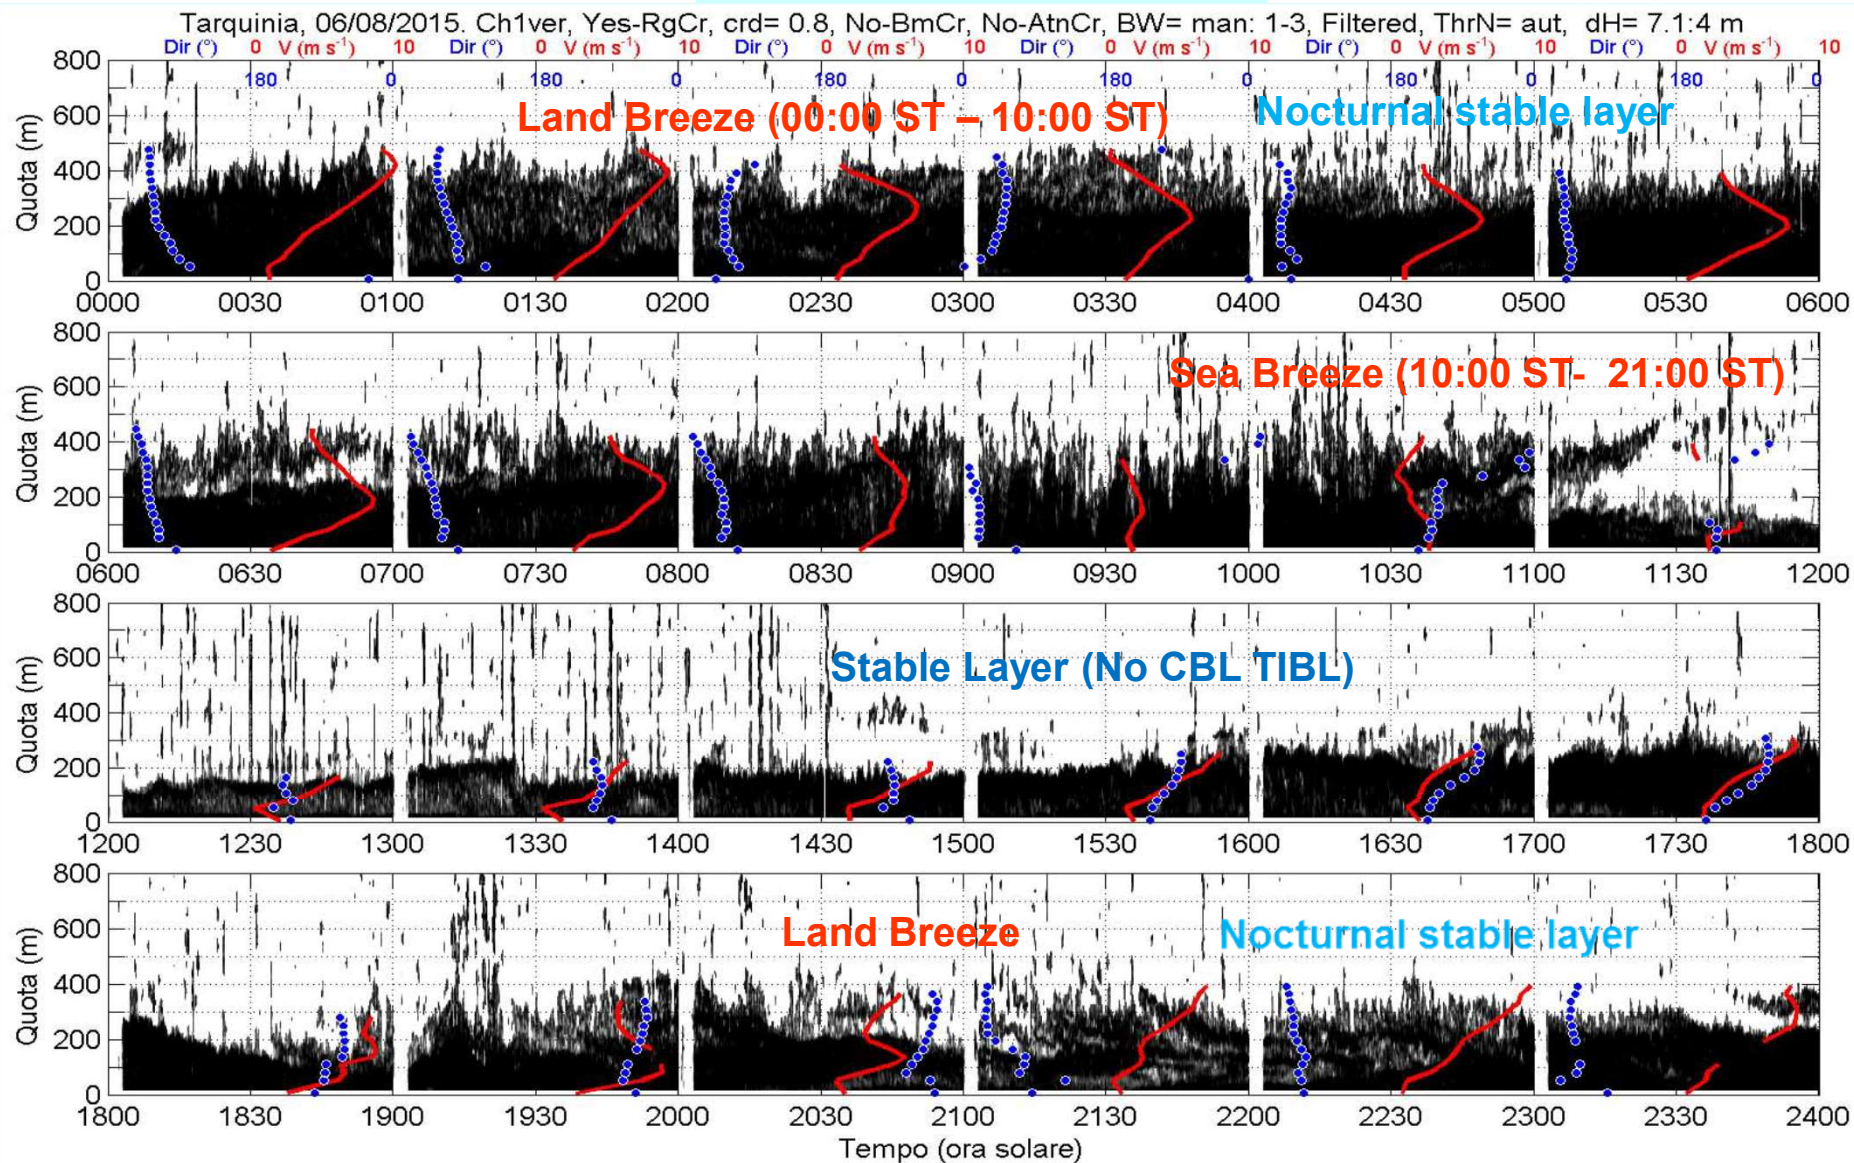 Tarquinia, 06/08/2015. Ch1ver, Yes-RgCr, crd= 0.8, No-BmCr, No-AtnCr, BW= man: 1-3, Filtered, ThrN= aut, dH= 7.1:4 m
Dir (°) 0 V (m s-1) 10 Dir (°) 0 V (m s-1) 10 Dir (°) 0 V (m s-1) 10 Dir (°) 0 V (m s-1) 10 Dir (°) 0 V (m s-1) 10 Dir (°) 0 V (m s-1) 10
180 0 180 0 180 0 180 0 180 0 180 0
Land Breeze (00:00 ST – 10:00 ST)
Nocturnal stable layer
Quota (m)
800
600
400
200
0
0000 0030 0100 0130 0200 0230 0300 0330 0400 0430 0500 0530 0600
Sea Breeze (10:00 ST- 21:00 ST)
Quota (m)
800
600
400
200
0
0600 0630 0700 0730 0800 0830 0900 0930 1000 1030 1100 1130 1200
Stable Layer (No CBL TIBL)
Quota (m)
800
600
400
200
0
1200 1230 1300 1330 1400 1430 1500 1530 1600 1630 1700 1730 1800
Land Breeze
Nocturnal stable layer
Quota (m)
800
600
400
200
0
1800 1830 1900 1930 2000 2030 2100 2130 2200 2230 2300 2330 2400
Tempo (ora solare)